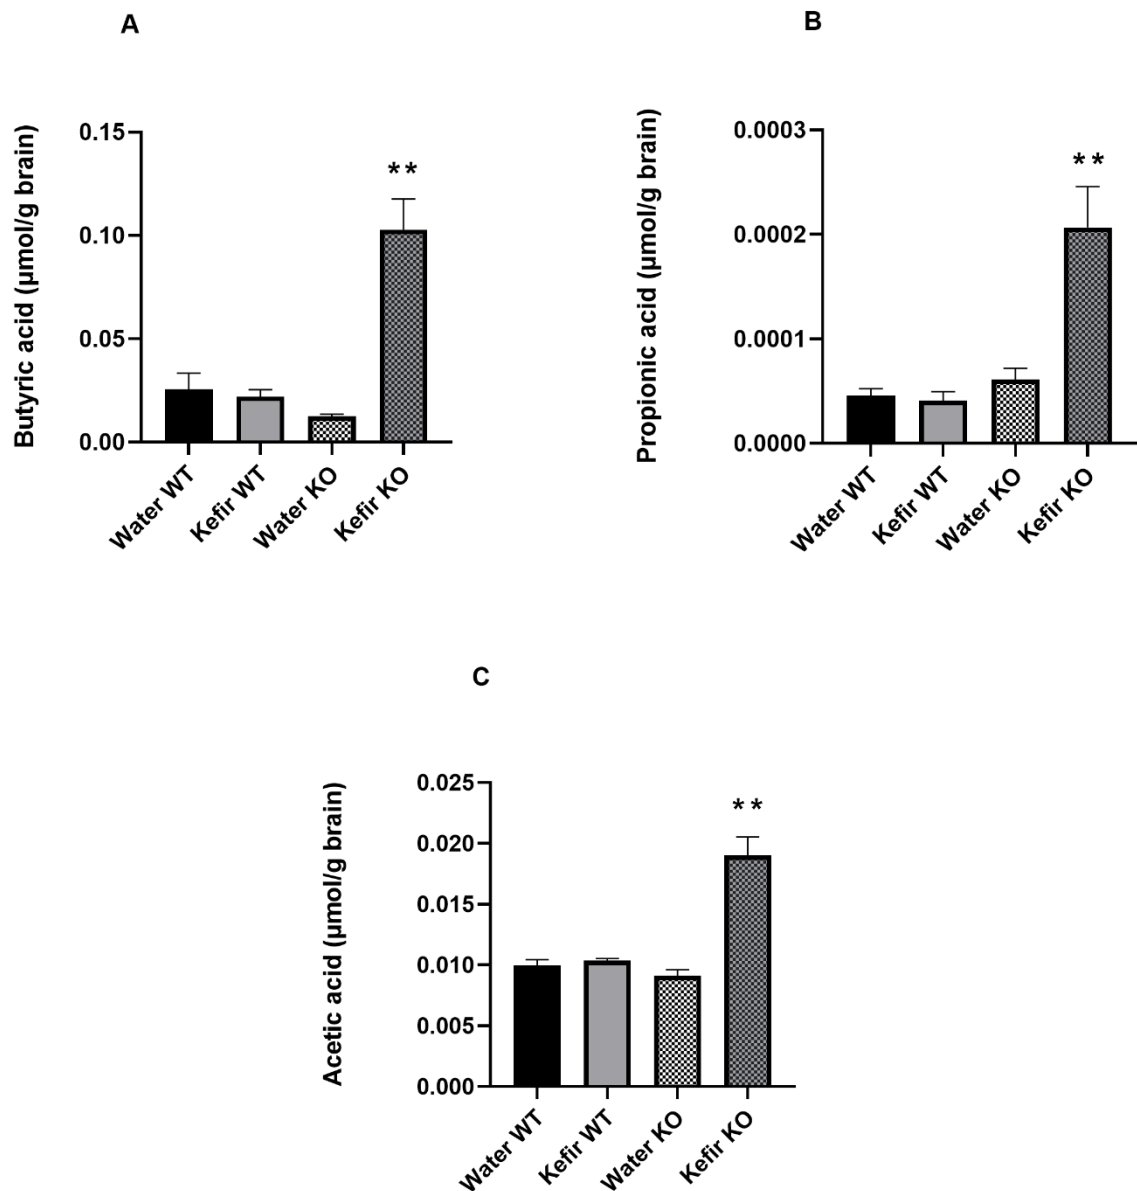 A
Butyric acid (µmol/g brain)
0.15
0.10
0.05
0.00
**
Water WT
Kefir WT
Water KO
Kefir KO
B
Propionic acid (µmol/g brain)
0.0003
0.0002
0.0001
0.0000
**
Water WT
Kefir WT
Water KO
Kefir KO
C
Acetic acid (µmol/g brain)
0.025
0.020
0.015
0.010
0.005
0.000
**
Water WT
Kefir WT
Water KO
Kefir KO